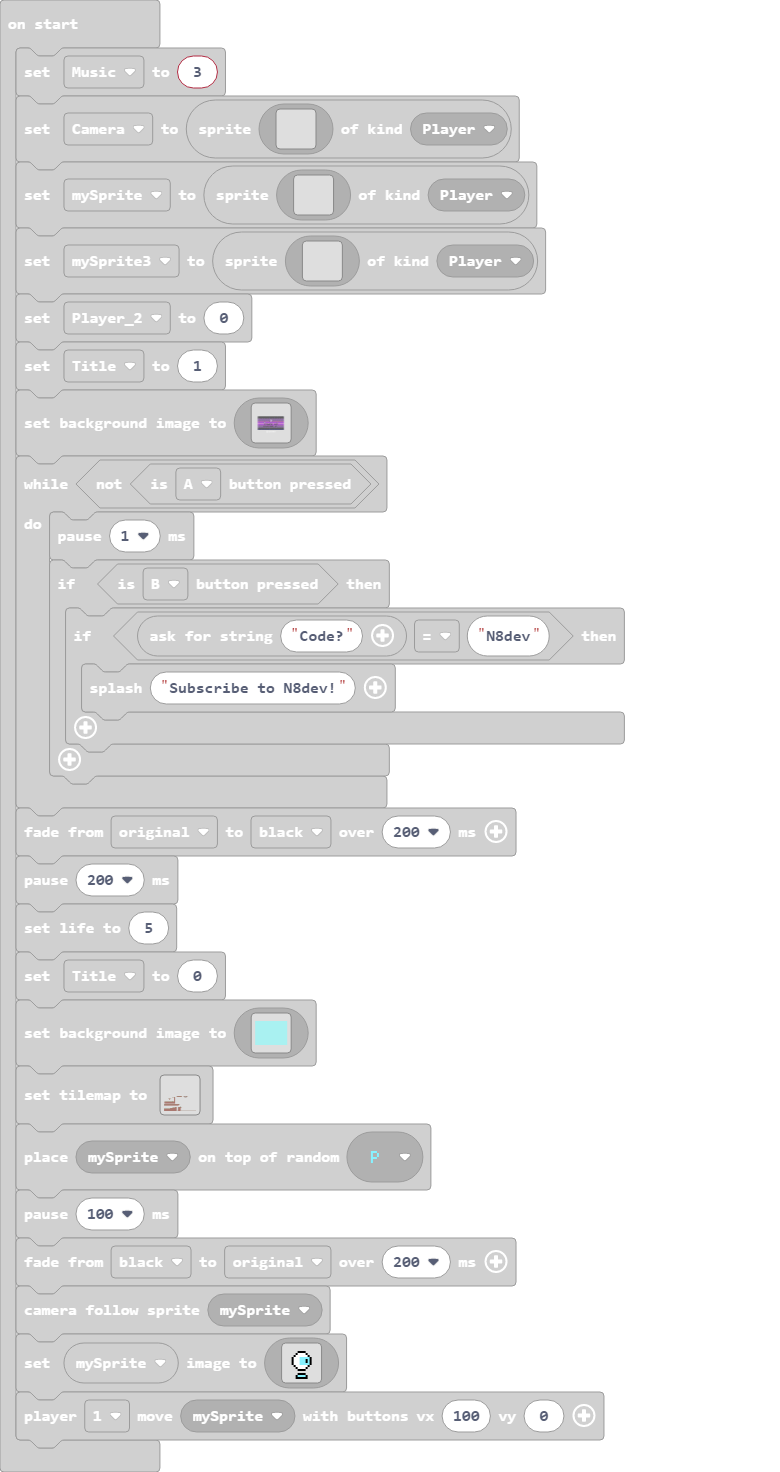 on start
set Music to 3
set Camera to sprite of kind Player
set mySprite to sprite of kind Player
set mySprite3 to sprite of kind Player
set Player_2 to 0
set Title to 1
set background image to
while not is A button pressed
do
pause 1 ms
if is B button pressed then
if ask for string "Code?" = "N8dev" then
splash "Subscribe to N8dev!"
fade from original to black over 200 ms
pause 200 ms
set life to 5
set Title to 0
set background image to
set tilemap to
place mySprite on top of random P
pause 100 ms
fade from black to original over 200 ms
camera follow sprite mySprite
set mySprite image to
player 1 move mySprite with buttons vx 100 vy 0